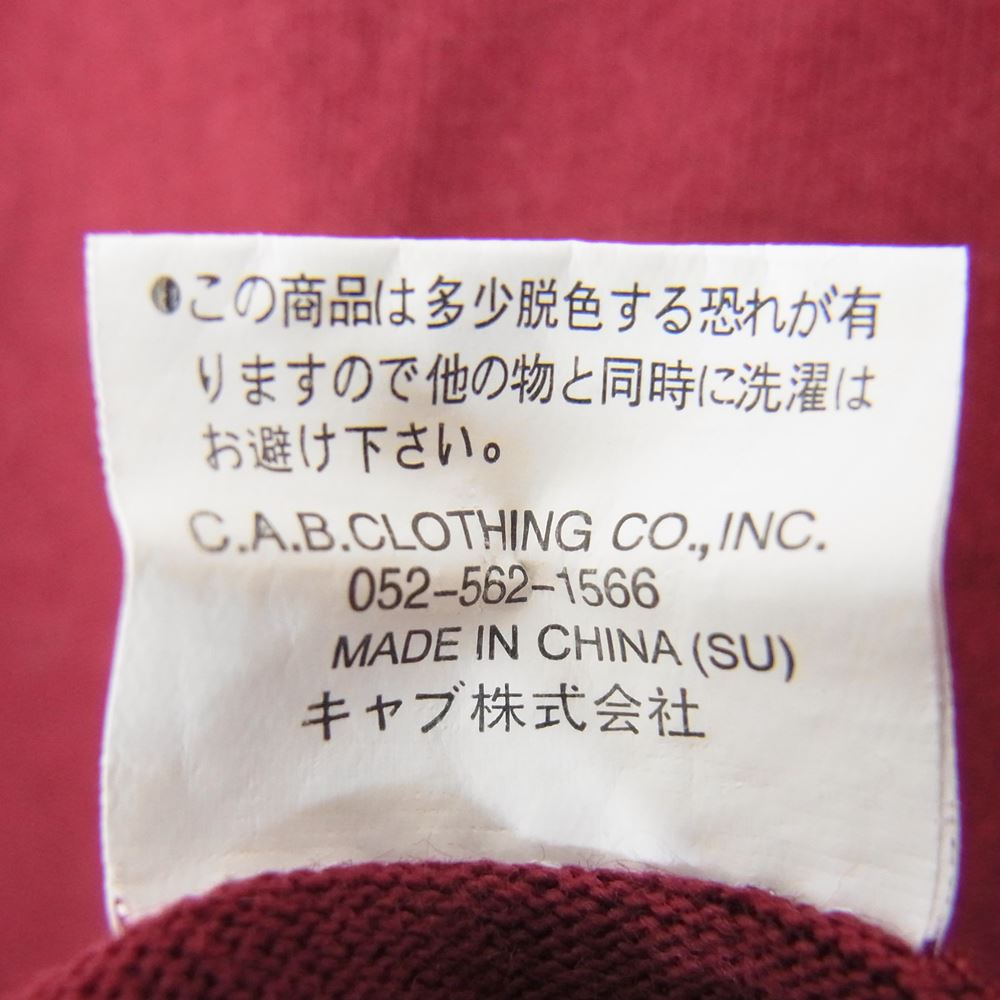 ●この商品は多少脱色する恐れが有
りますので他の物と同時に洗濯は
お避け下さい。
C.A.B.CLOTHING CO.,INC.
052-562-1566
MADE IN CHINA (SU)
キャブ株式会社